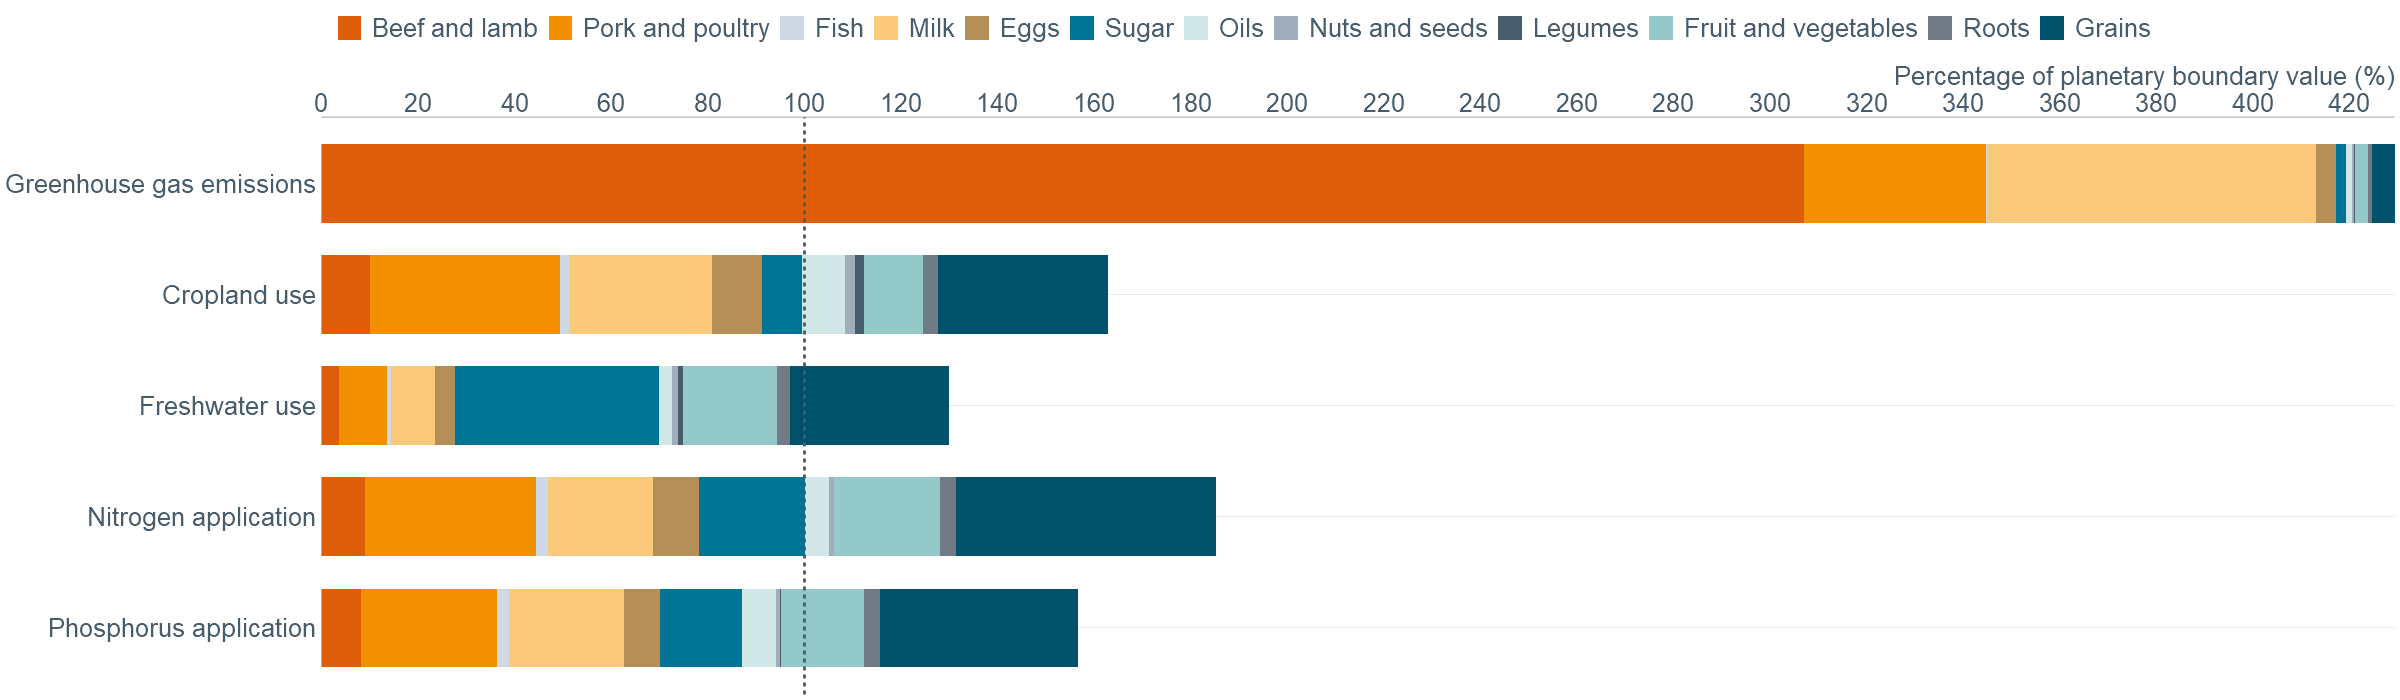 Beef and lamb Pork and poultry Fish Milk Eggs Sugar Oils Nuts and seeds Legumes Fruit and vegetables Roots Grains
Percentage of planetary boundary value (%)
0 20 40 60 80 100 120 140 160 180 200 220 240 260 280 300 320 340 360 380 400 420
Greenhouse gas emissions
Cropland use
Freshwater use
Nitrogen application
Phosphorus application